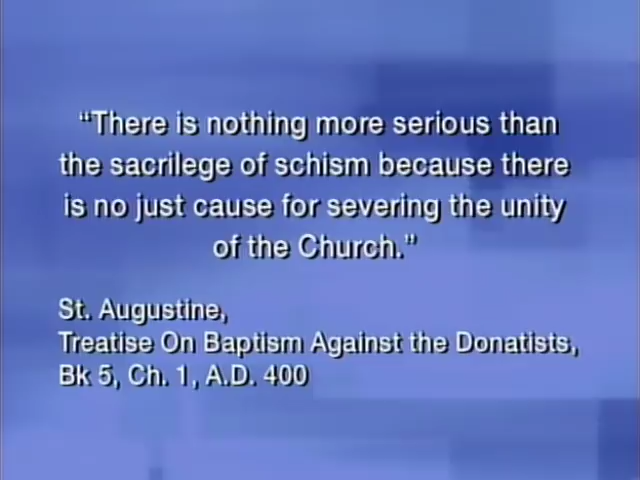 “There is nothing more serious than
the sacrilege of schism because there
is no just cause for severing the unity
of the Church.”
St. Augustine,
Treatise On Baptism Against the Donatists,
Bk 5, Ch. 1, A.D. 400